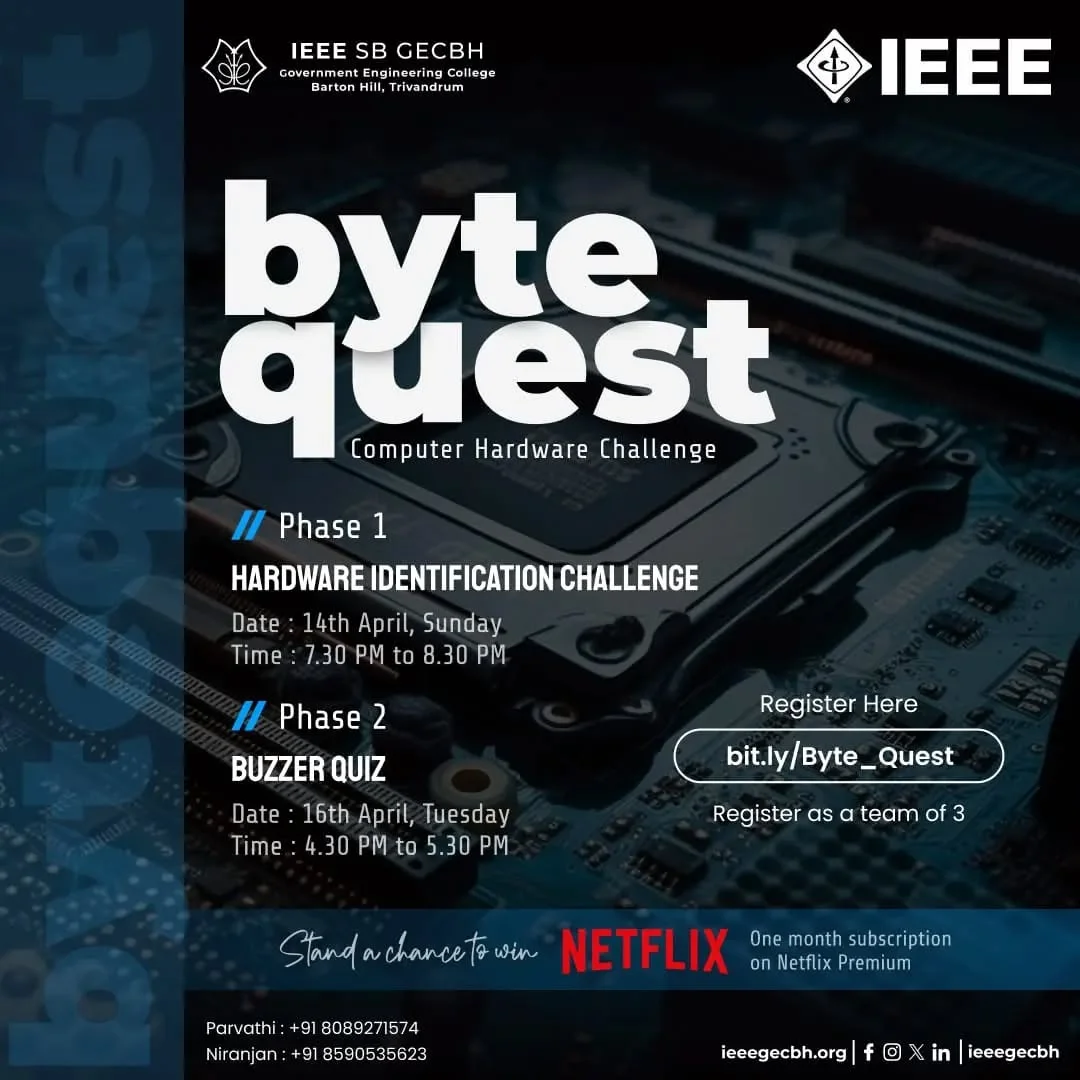 bytequest
IEEE SB GECBH
Government Engineering College
Barton Hill, Trivandrum
IEEE
®
byte
quest
Computer Hardware Challenge
// Phase 1
HARDWARE IDENTIFICATION CHALLENGE
Date : 14th April, Sunday
Time : 7.30 PM to 8.30 PM
// Phase 2
BUZZER QUIZ
Date : 16th April, Tuesday
Time : 4.30 PM to 5.30 PM
Register Here
bit.ly/Byte_Quest
Register as a team of 3
Stand a chance to win
NETFLIX
One month subscription
on Netflix Premium
Parvathi : +91 8089271574
Niranjan : +91 8590535623
ieeegecbh.org | f X in | ieeegecbh